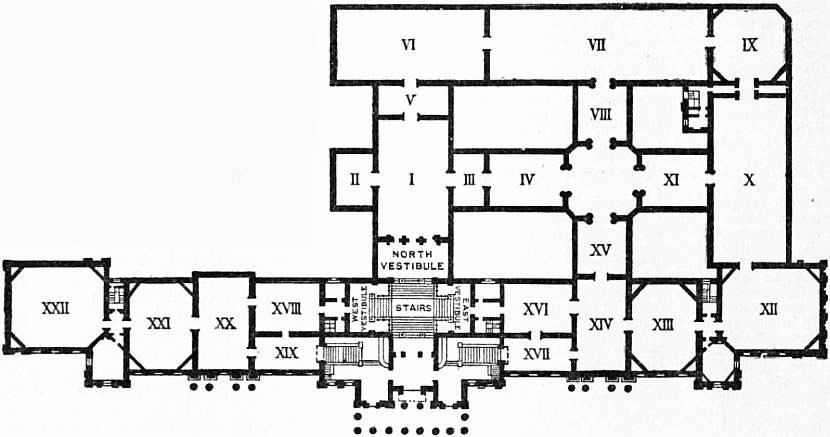 VI
VII
IX
V
VIII
II
I
III
IV
XI
X
NORTH
VESTIBULE
XV
XXII
XXI
XX
XVIII
WEST
VESTIBULE
STAIRS
EAST
VESTIBULE
XVI
XIV
XIII
XII
XIX
XVII